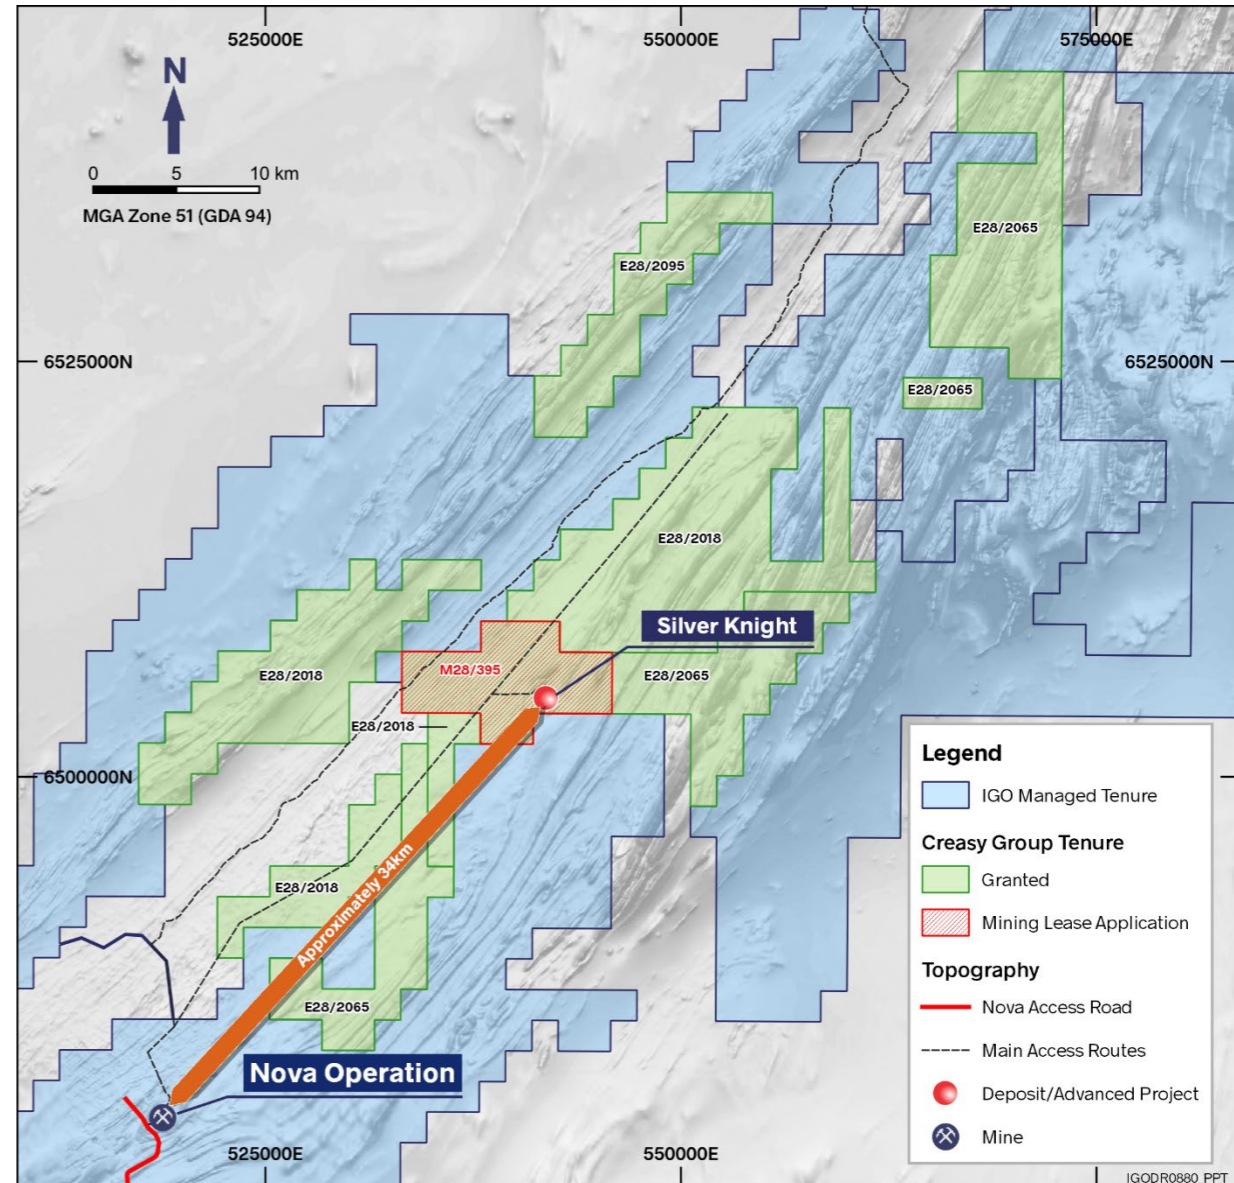 525000E
550000E
575000E
N
0 5 10 km
MGA Zone 51 (GDA 94)
E28/2065
E28/2095
6525000N
6525000N
E28/2065
E28/2018
Silver Knight
M28/395
E28/2018
E28/2065
E28/2018
6500000N
Approximately 34km
E28/2018
E28/2065
Nova Operation
525000E
550000E
Legend
IGO Managed Tenure
Creasy Group Tenure
Granted
Mining Lease Application
Topography
Nova Access Road
Main Access Routes
Deposit/Advanced Project
Mine
IGODR0880_PPT